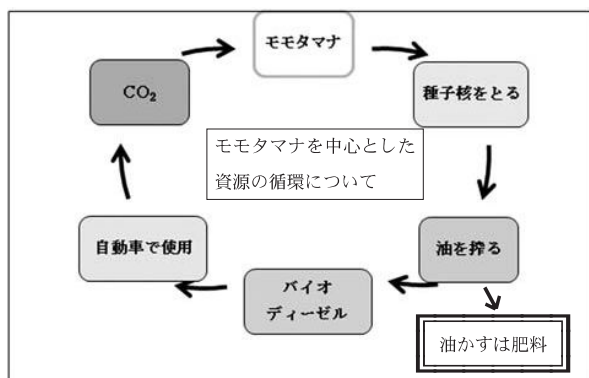 モモタマナ
種子核をとる
油を搾る
油かすは肥料
バイオ
ディーゼル
自動車で使用
CO₂
モモタマナを中心とした
資源の循環について